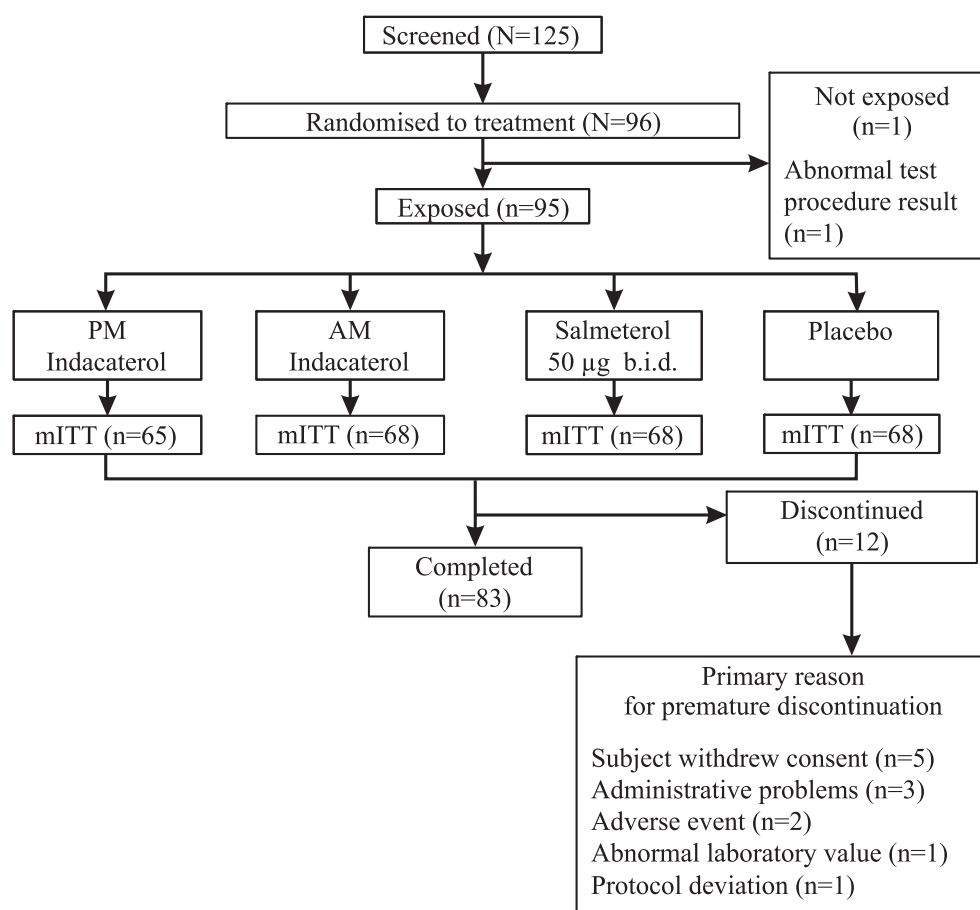 Screened (N=125)
Randomised to treatment (N=96)
Not exposed
(n=1)
Abnormal test
procedure result
(n=1)
Exposed (n=95)
PM
Indacaterol
AM
Indacaterol
Salmeterol
50 µg b.i.d.
Placebo
mITT (n=65)
mITT (n=68)
mITT (n=68)
mITT (n=68)
Discontinued
(n=12)
Completed
(n=83)
Primary reason
for premature discontinuation
Subject withdrew consent (n=5)
Administrative problems (n=3)
Adverse event (n=2)
Abnormal laboratory value (n=1)
Protocol deviation (n=1)